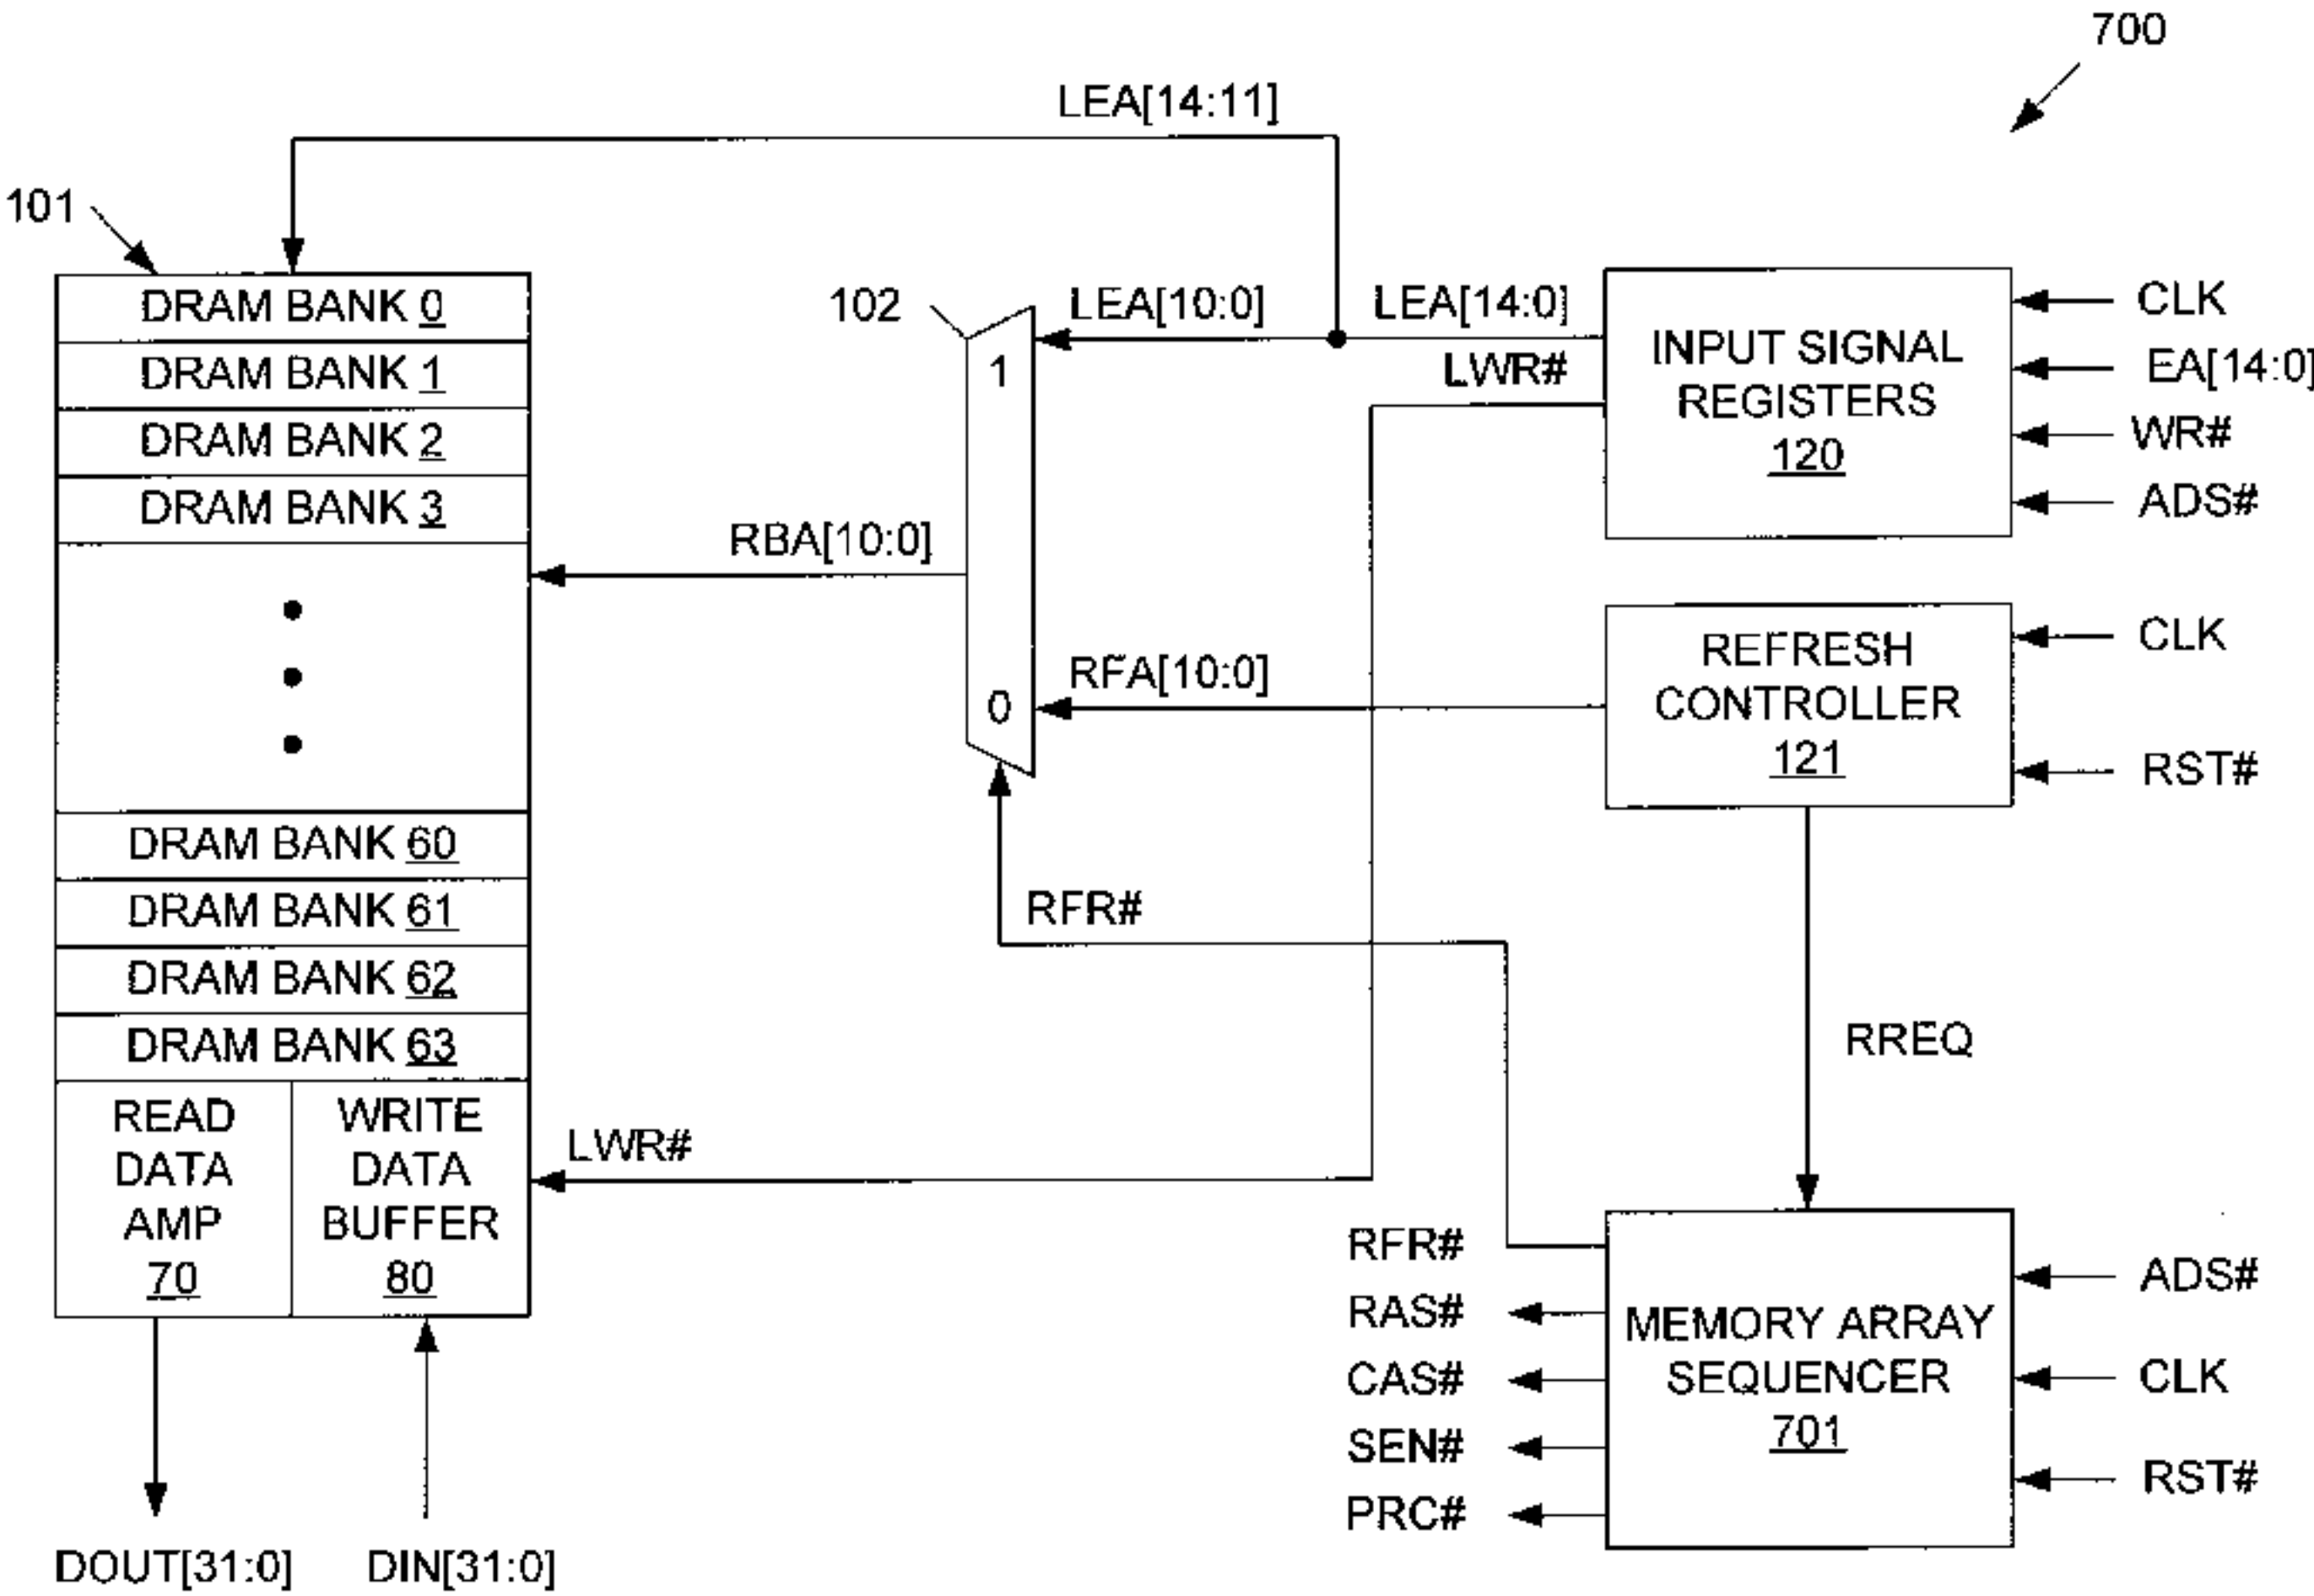 700
LEA[14:11]
101
DRAM BANK 0
DRAM BANK 1
DRAM BANK 2
DRAM BANK 3
DRAM BANK 60
DRAM BANK 61
DRAM BANK 62
DRAM BANK 63
READ
DATA
AMP
70
WRITE
DATA
BUFFER
80
DOUT[31:0]
DIN[31:0]
102
LEA[10:0]
LEA[14:0]
LWR#
1
RBA[10:0]
RFA[10:0]
0
RFR#
LWR#
INPUT SIGNAL
REGISTERS
120
CLK
EA[14:0]
WR#
ADS#
REFRESH
CONTROLLER
121
CLK
RST#
RREQ
RFR#
RAS#
CAS#
SEN#
PRC#
MEMORY ARRAY
SEQUENCER
701
ADS#
CLK
RST#